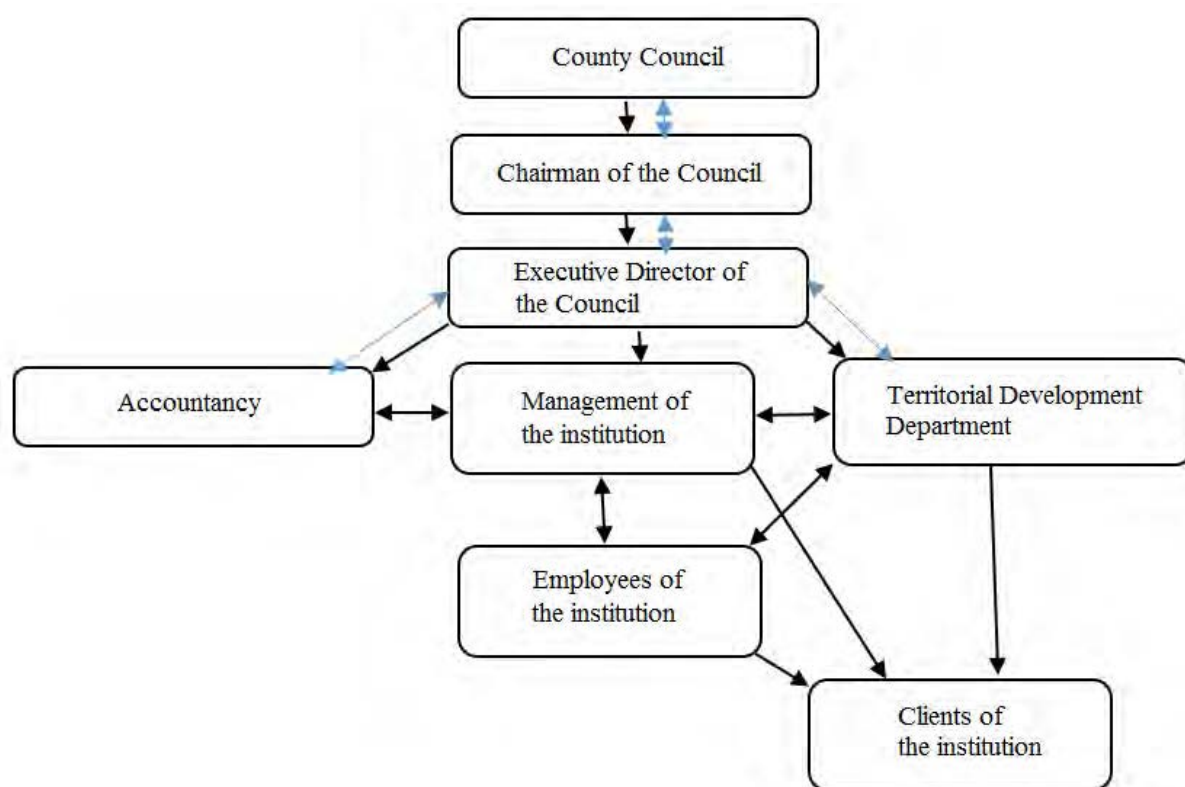 County Council
Chairman of the Council
Executive Director of
the Council
Accountancy
Management of
the institution
Territorial Development
Department
Employees of
the institution
Clients of
the institution